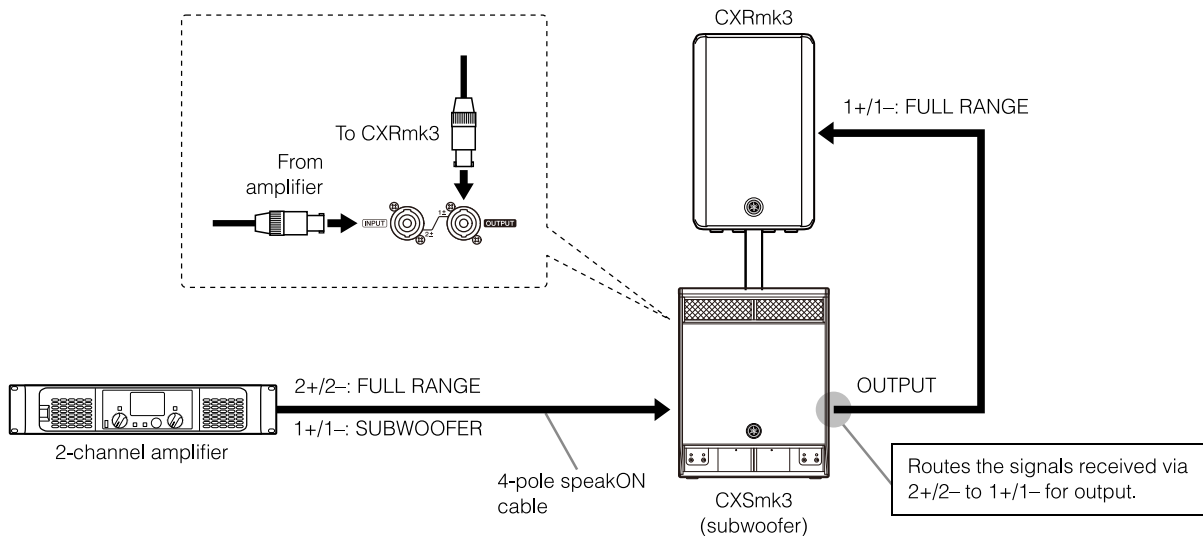 CXRmk3
1+/1–: FULL RANGE
To CXRmk3
From
amplifier
INPUT
1±
2±
OUTPUT
2+/2–: FULL RANGE
1+/1–: SUBWOOFER
2-channel amplifier
4-pole speakON
cable
OUTPUT
CXSmk3
(subwoofer)
Routes the signals received via
2+/2– to 1+/1– for output.